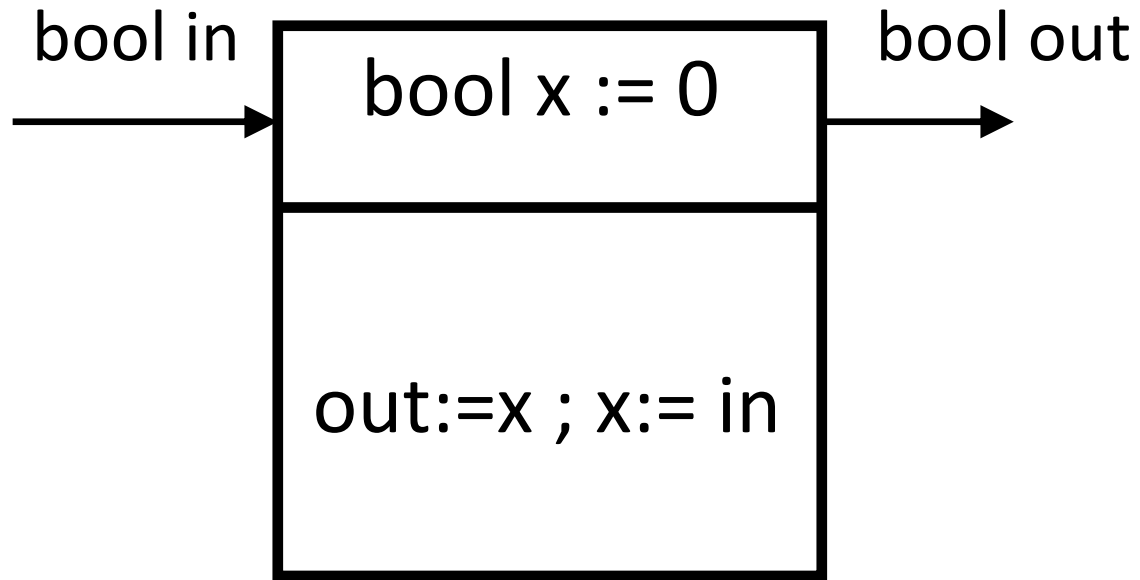 bool in
bool x := 0
bool out
out:=x ; x:= in